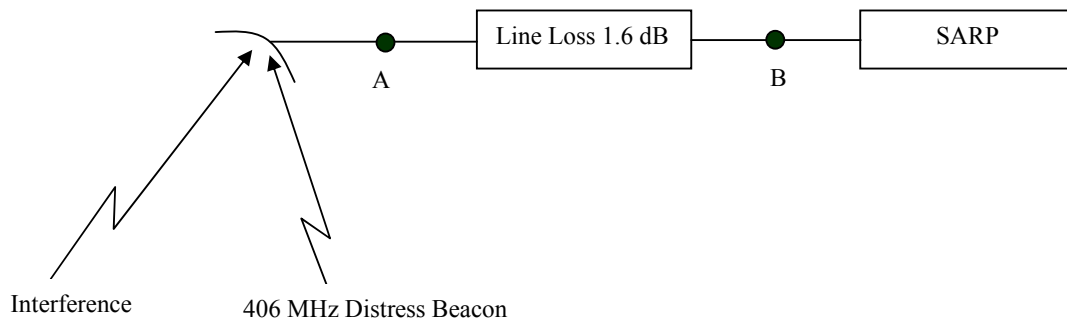 Line Loss 1.6 dB
SARP
A
B
Interference
406 MHz Distress Beacon